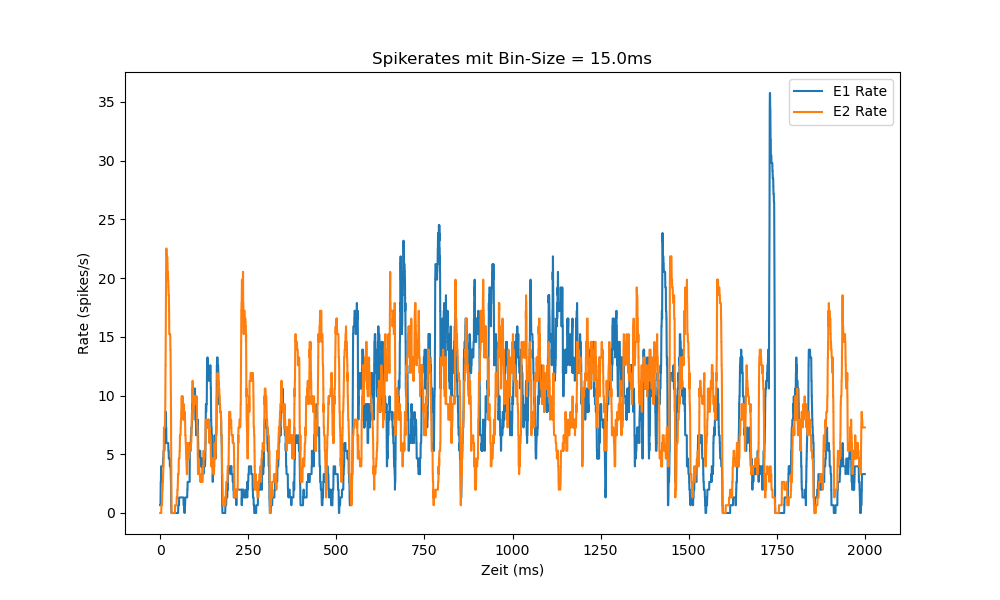 Spikerates mit Bin-Size = 15.0ms
E1 Rate
E2 Rate
35
30
25
20
15
10
5
0
Rate (spikes/s)
0 250 500 750 1000 1250 1500 1750 2000
Zeit (ms)